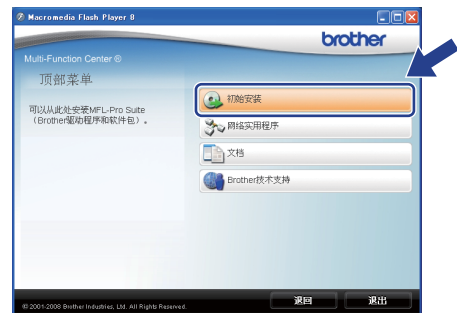 Macromedia Flash Player 8
brother
Multi-Function Center ®
顶部菜单
可以从此处安装MFL-Pro Suite
（Brother驱动程序和软件包）。
初始安装
网络实用程序
文档
Brother技术支持
© 2001-2008 Brother Industries, Ltd. All Rights Reserved.
退回
退出